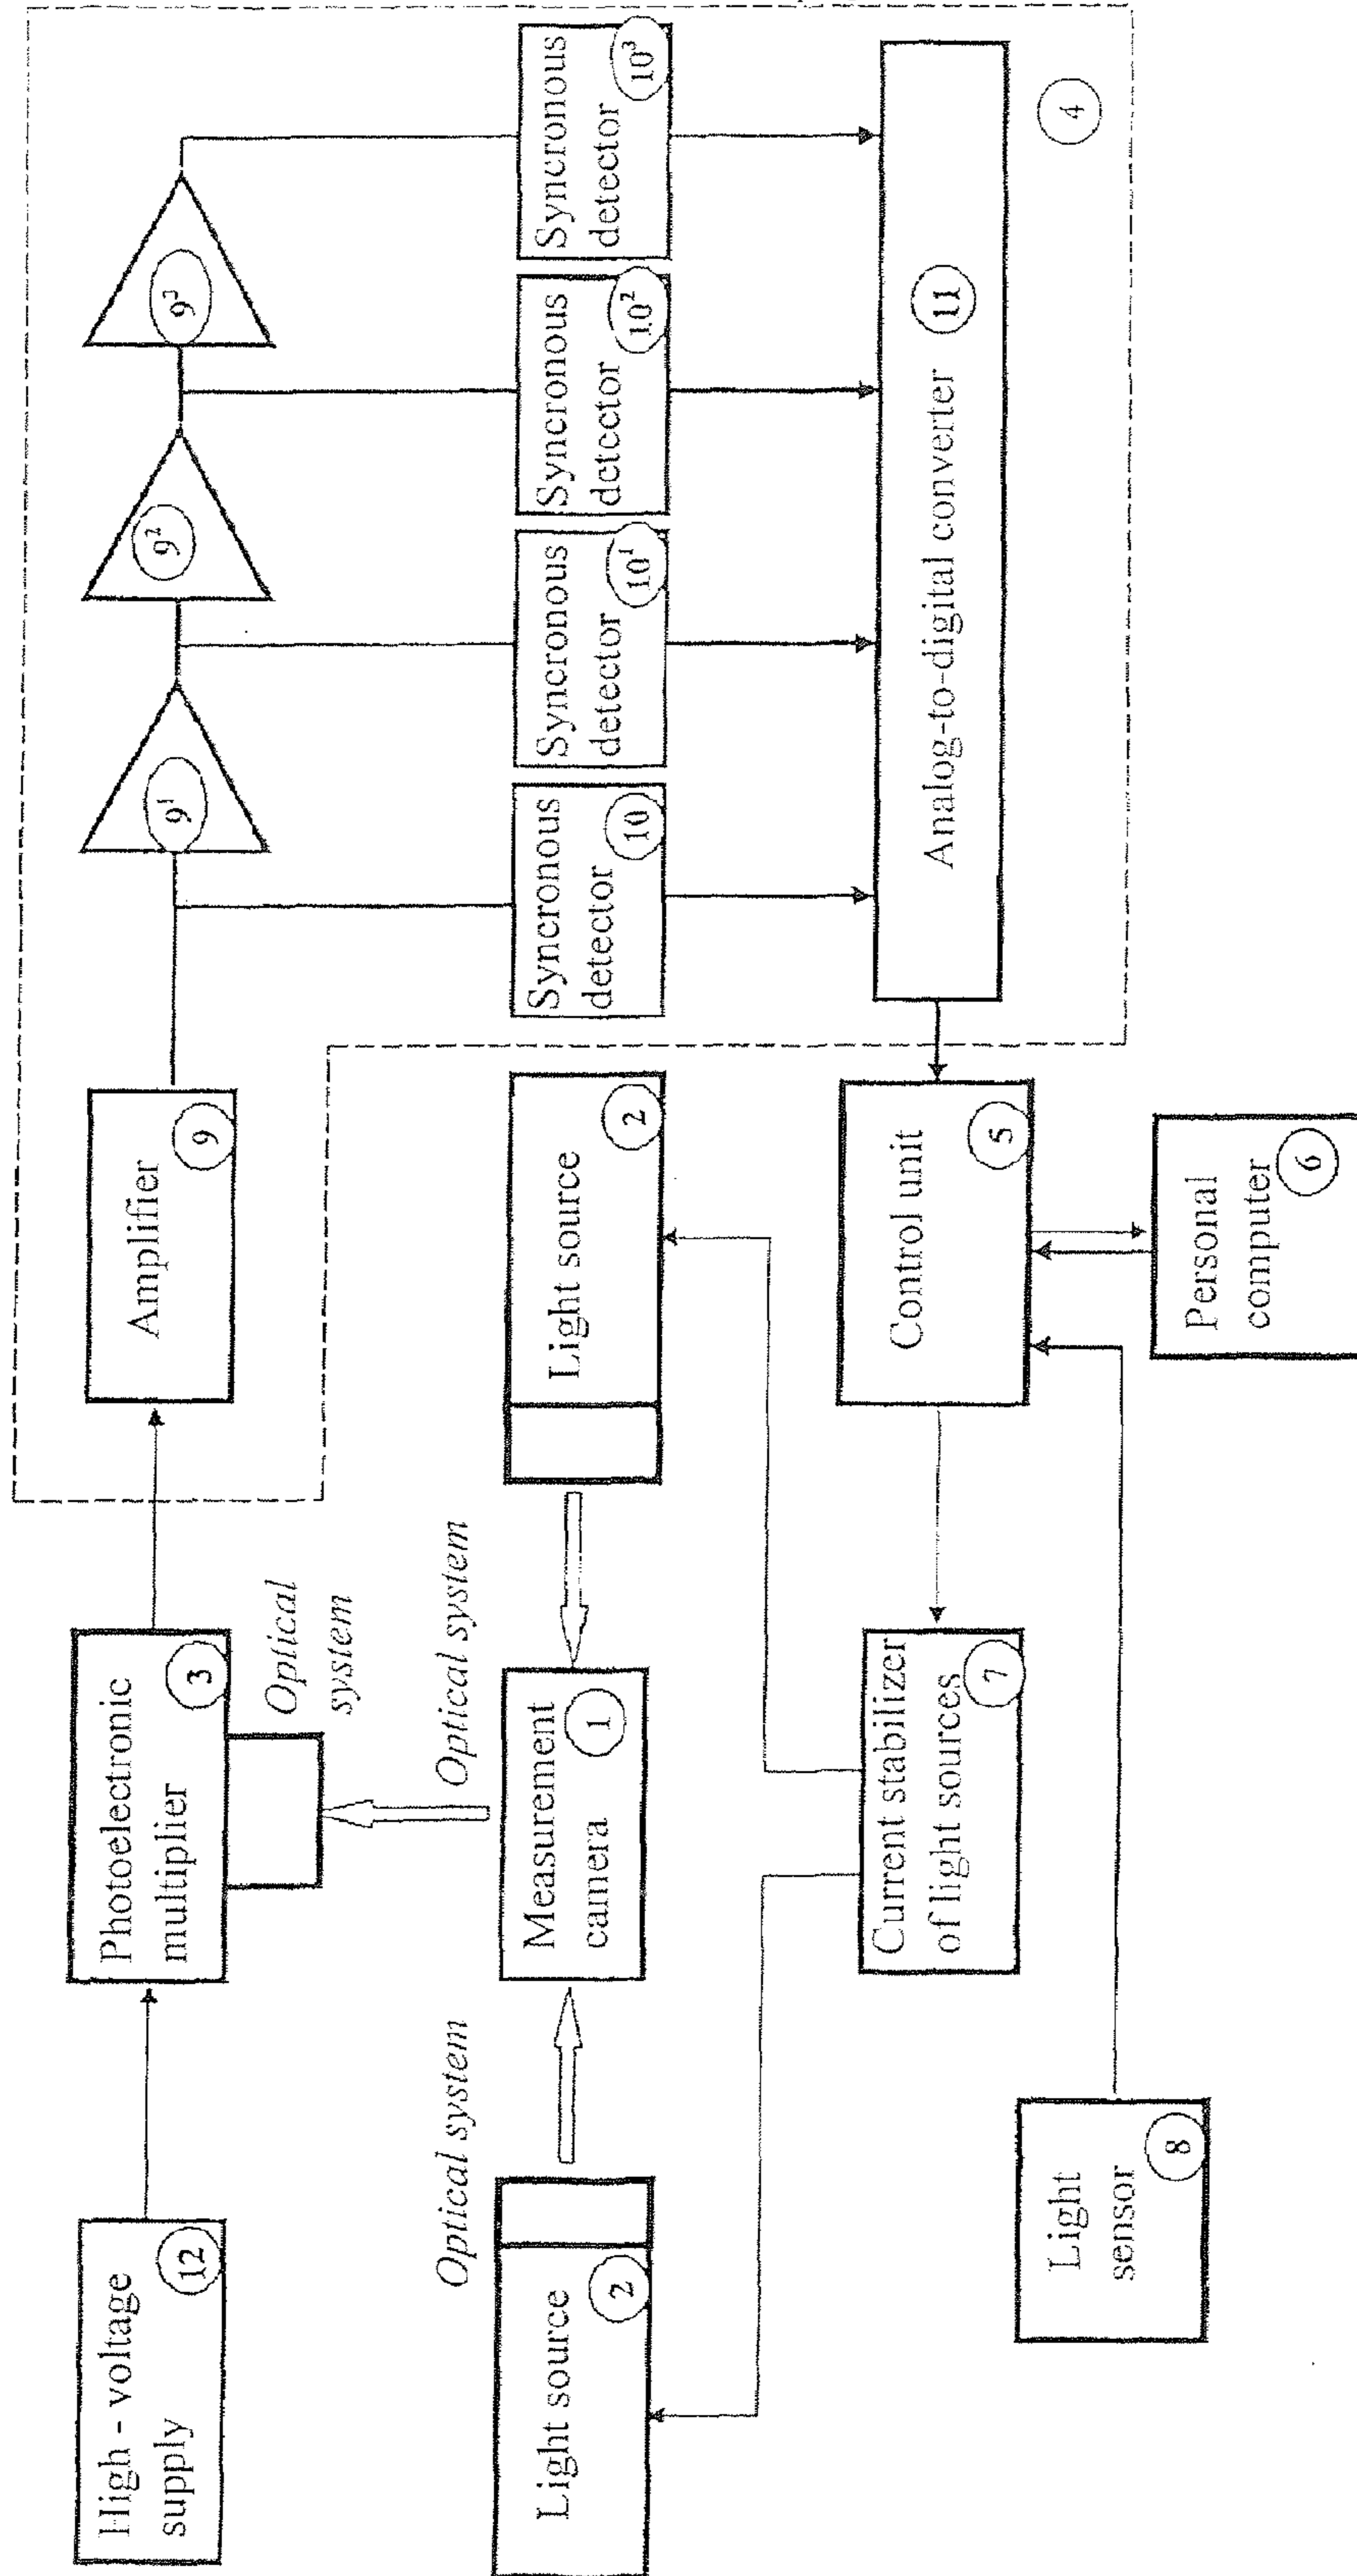 High - voltage
supply
12
Photoelectronic
multiplier
3
Amplifier
9
9¹
9²
9³
Optical
system
Optical system
Optical system
Light source
2
Measurement
camera
1
Light source
2
Syncronous
detector
10
Syncronous
detector
10¹
Syncronous
detector
10²
Syncronous
detector
10³
Current stabilizer
of light sources
7
Control unit
5
Analog-to-digital converter
11
4
Light
sensor
8
Personal
computer
6